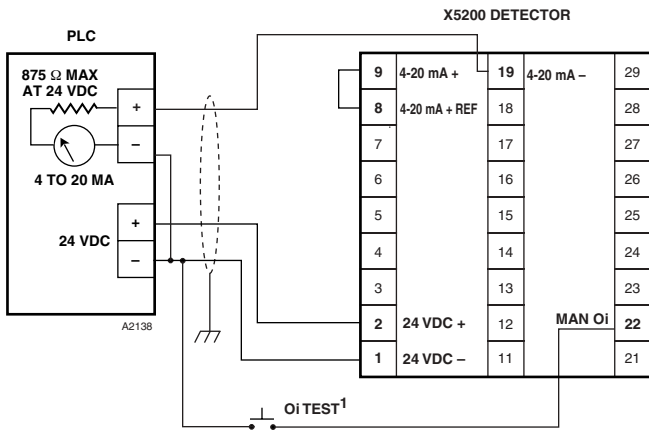 X5200 DETECTOR
PLC
875 Ω MAX
AT 24 VDC
+
–
4 TO 20 MA
24 VDC
+
–
A2138
9 4-20 mA + 19 4-20 mA – 29
8 4-20 mA + REF 18 28
7 17 27
6 16 26
5 15 25
4 14 24
3 13 23
2 24 VDC + 12 MAN Oi 22
1 24 VDC – 11 21
Oi TEST1